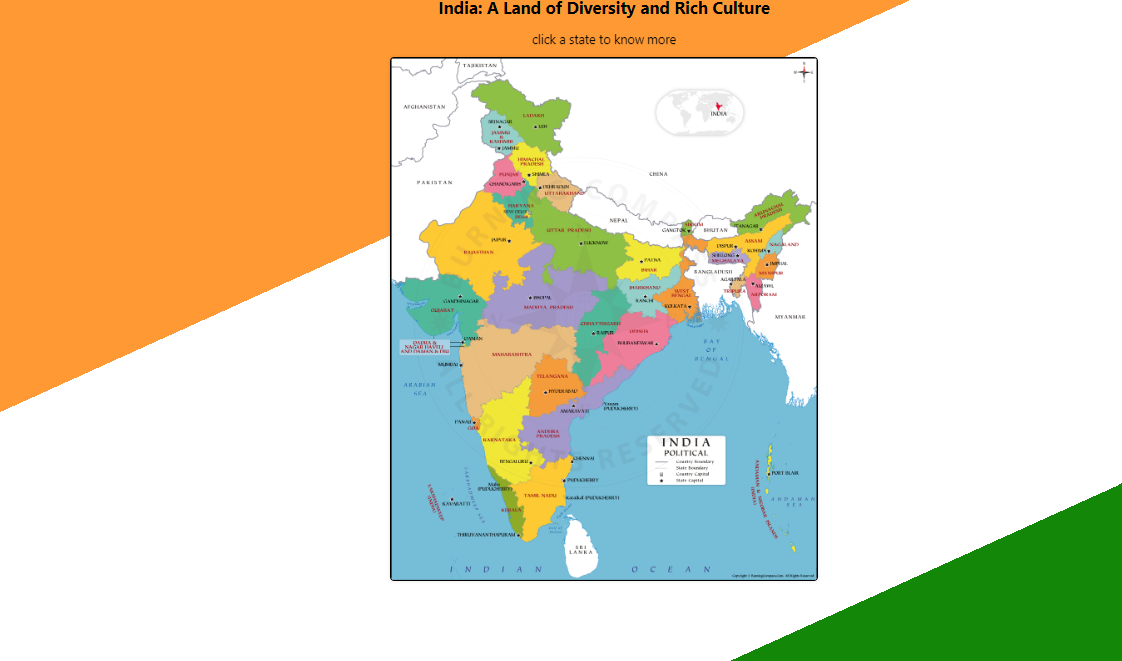 India: A Land of Diversity and Rich Culture
click a state to know more
TAJIKISTAN
AFGHANISTAN
LADAKH
LEH
SRINAGAR
JAMMU
&
KASHMIR
JAMMU
INDIA
HIMACHAL
PRADESH
SHIMLA
PUNJAB
CHANDIGARH
PAKISTAN
CHINA
DEHRADUN
UTTARAKHAND
HARYANA
NEW DELHI
NEPAL
UTTAR PRADESH
LUCKNOW
JAIPUR
RAJASTHAN
SIKKIM
GANGTOK
BHUTAN
ARUNACHAL
PRADESH
ITANAGAR
ASSAM
DISPUR
NAGALAND
KOHIMA
SHILLONG
MEGHALAYA
IMPHAL
MANIPUR
PATNA
BIHAR
BANGLADESH
AGARTALA
TRIPURA
AIZAWL
MIZORAM
MYANMAR
JHARKHAND
RANCHI
WEST
BENGAL
KOLKATA
GANDHINAGAR
GUJARAT
BHOPAL
MADHYA PRADESH
CHHATTISGARH
RAIPUR
ODISHA
BHUBANESWAR
DAMAN
DADRA &
NAGAR HAVELI
AND DAMAN & DIU
MUMBAI
MAHARASHTRA
BAY
OF
BENGAL
ARABIAN
SEA
TELANGANA
HYDERABAD
AMARAVATI
Yanam
(PUDUCHERRY)
PANAJI
GOA
KARNATAKA
ANDHRA
PRADESH
BENGALURU
CHENNAI
Mahe
(PUDUCHERRY)
PUDUCHERRY
Karaikal (PUDUCHERRY)
TAMIL NADU
KERALA
THIRUVANANTHAPURAM
LAKSHADWEEP
(INDIA)
KAVARATTI
LAKSHADWEEP SEA
SRI
LANKA
INDIA
POLITICAL
Country Boundary
State Boundary
Country Capital
State Capital
PORT BLAIR
ANDAMAN & NICOBAR ISLANDS
(INDIA)
ANDAMAN
SEA
INDIAN OCEAN